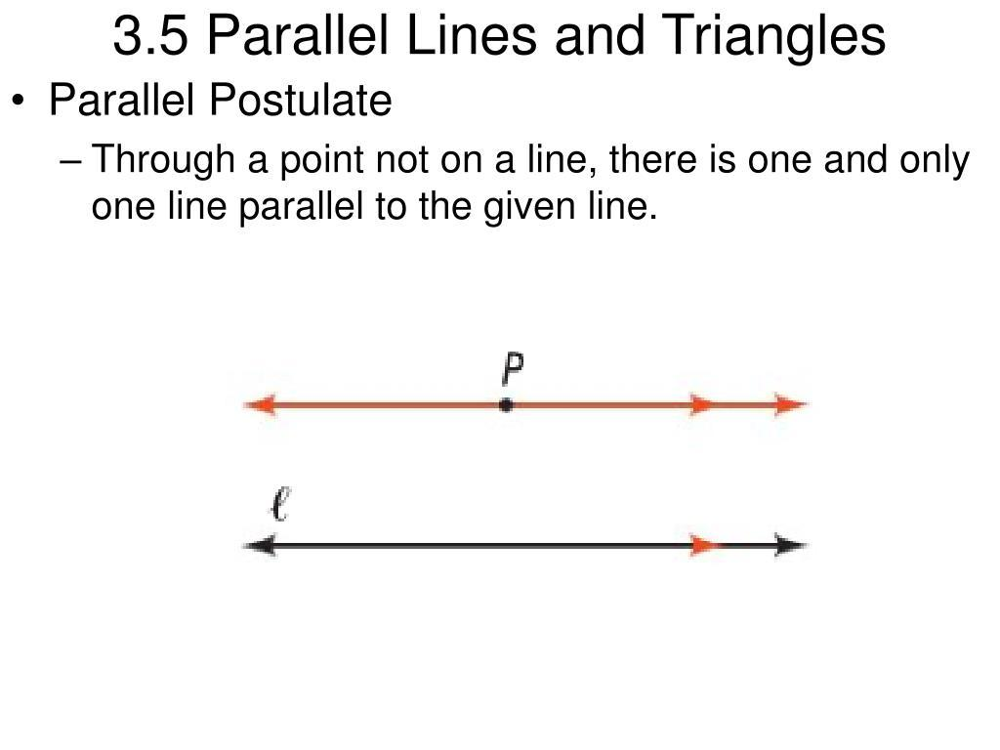 3.5 Parallel Lines and Triangles
• Parallel Postulate
– Through a point not on a line, there is one and only
one line parallel to the given line.
P
ℓ